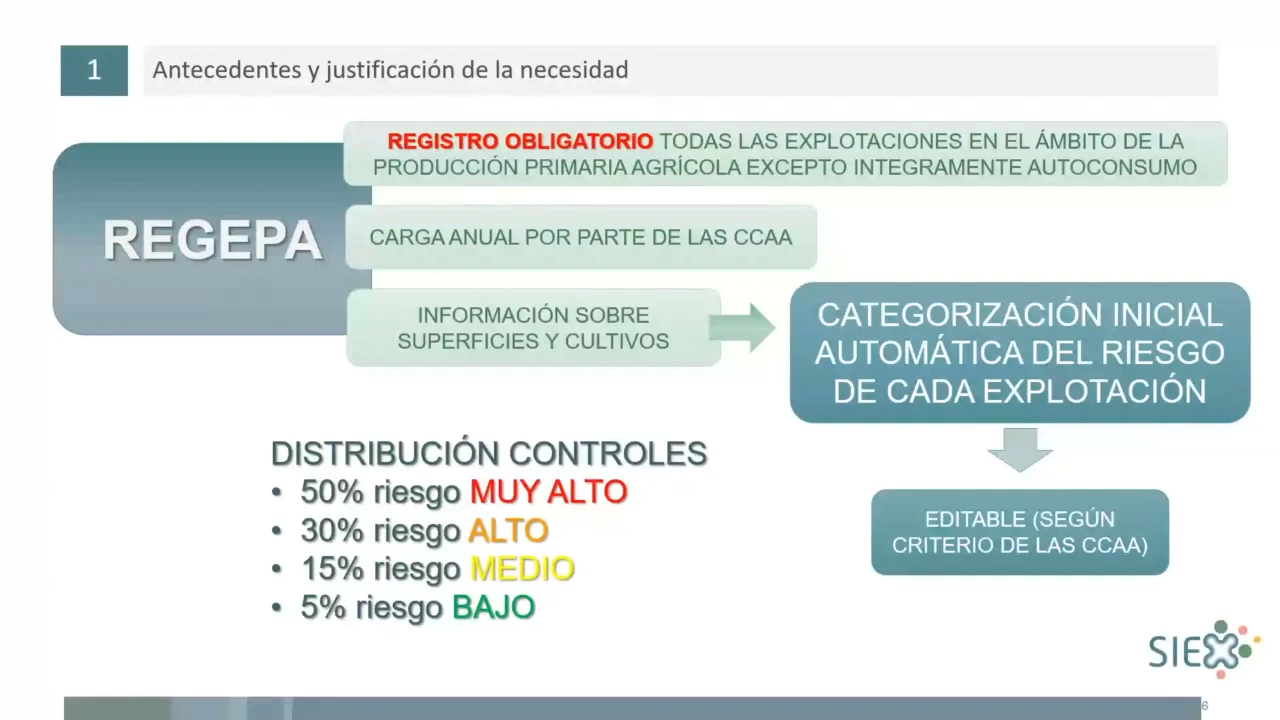 1
Antecedentes y justificación de la necesidad
REGEPA
REGISTRO OBLIGATORIO TODAS LAS EXPLOTACIONES EN EL ÁMBITO DE LA
PRODUCCIÓN PRIMARIA AGRÍCOLA EXCEPTO INTEGRAMENTE AUTOCONSUMO
CARGA ANUAL POR PARTE DE LAS CCAA
INFORMACIÓN SOBRE
SUPERFICIES Y CULTIVOS
CATEGORIZACIÓN INICIAL
AUTOMÁTICA DEL RIESGO
DE CADA EXPLOTACIÓN
EDITABLE (SEGÚN
CRITERIO DE LAS CCAA)
DISTRIBUCIÓN CONTROLES
• 50% riesgo MUY ALTO
• 30% riesgo ALTO
• 15% riesgo MEDIO
• 5% riesgo BAJO
SIEX
6